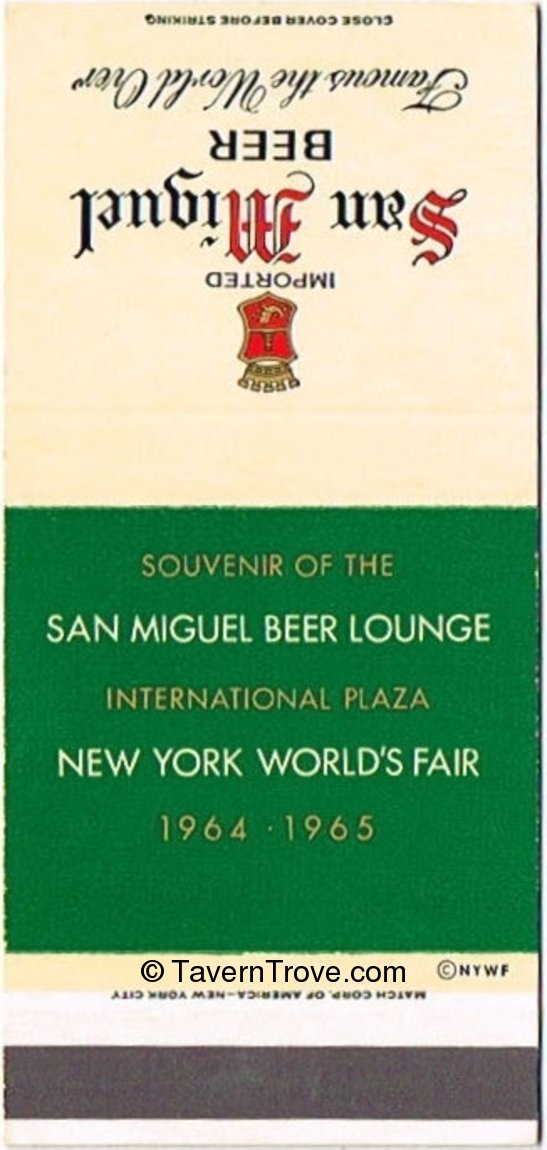 CLOSE COVER BEFORE STRIKING
Famous the World Over
BEER
San Miguel
IMPORTED
SOUVENIR OF THE
SAN MIGUEL BEER LOUNGE
INTERNATIONAL PLAZA
NEW YORK WORLD'S FAIR
1964 · 1965
© TavernTrove.com
©NYWF
MATCH CORP. OF AMERICA—NEW YORK CITY